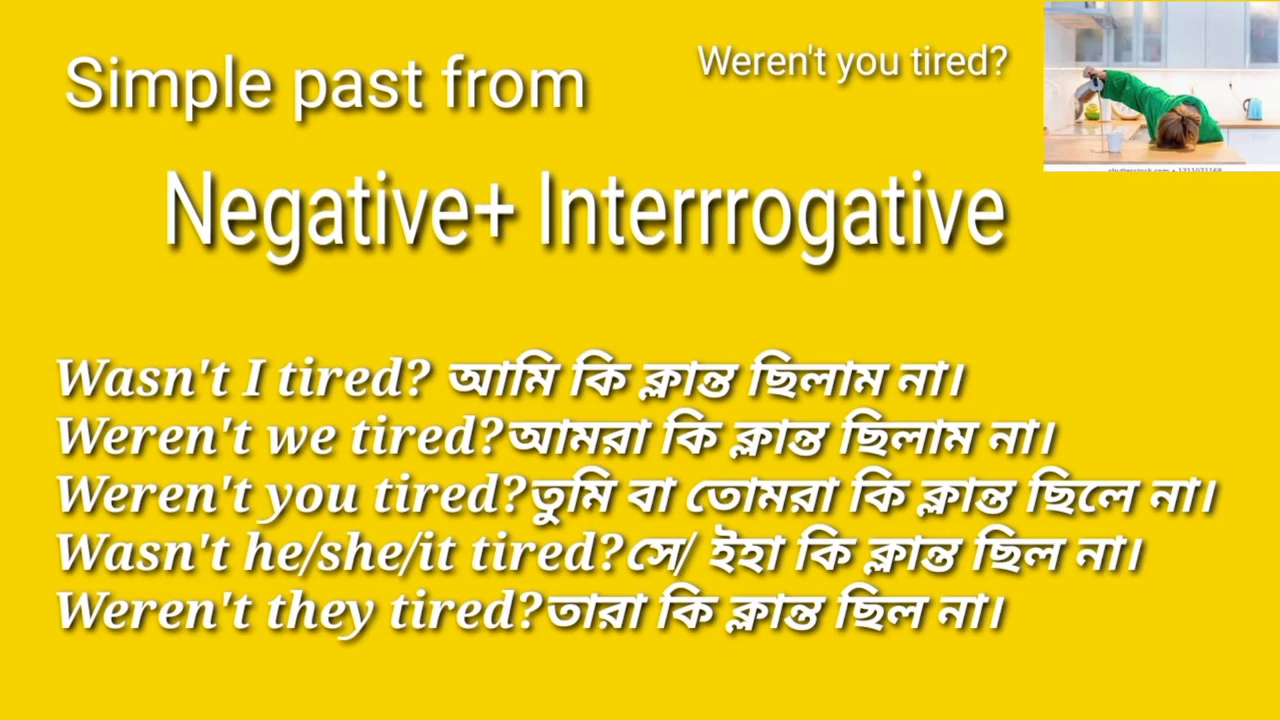 Simple past from
Weren't you tired?
Negative+ Interrrogative
Wasn't I tired? আমি কি ক্লান্ত ছিলাম না।
Weren't we tired?আমরা কি ক্লান্ত ছিলাম না।
Weren't you tired?তুমি বা তোমরা কি ক্লান্ত ছিলে না।
Wasn't he/she/it tired?সে/ ইহা কি ক্লান্ত ছিল না।
Weren't they tired?তারা কি ক্লান্ত ছিল না।